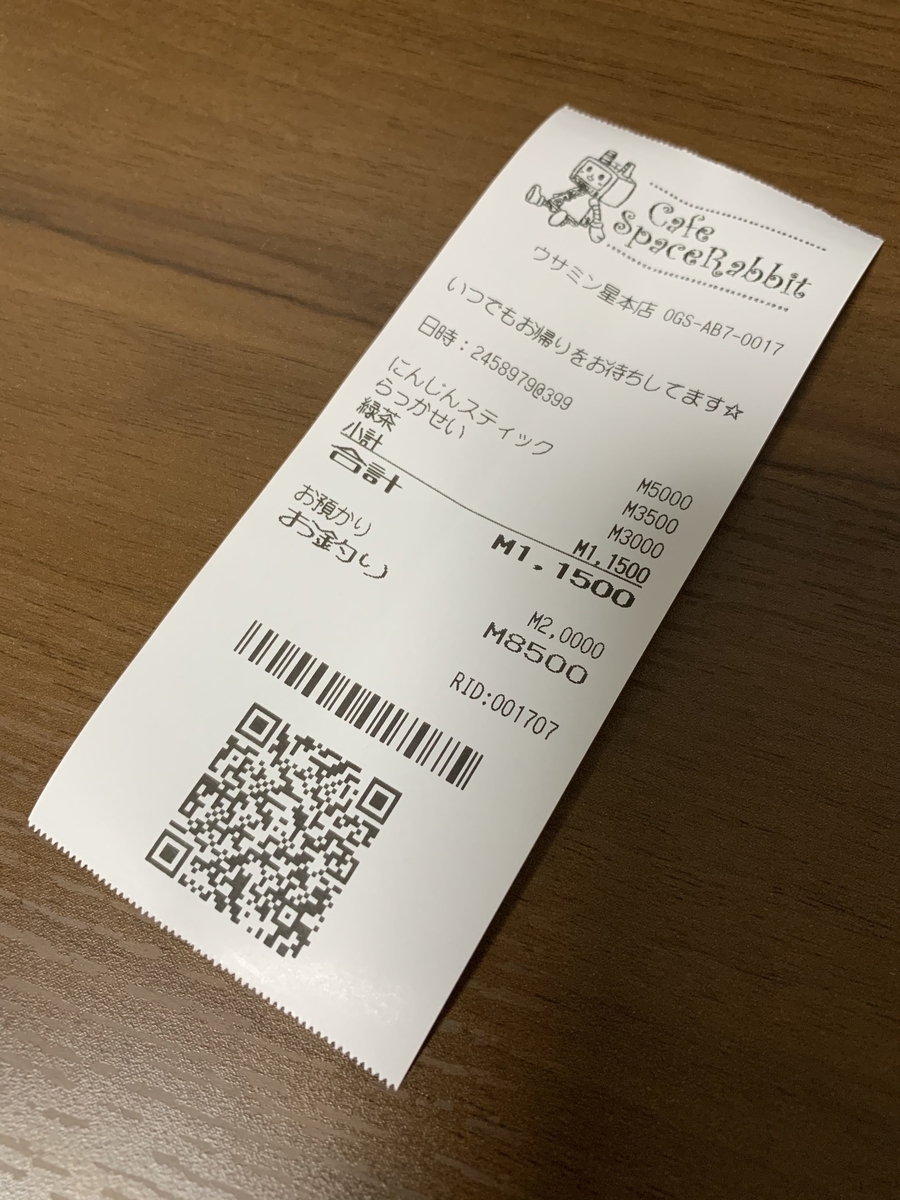 Cafe
SpaceRabbit
ウサミン星本店 OGS-AB7-0017
いつでもお帰りをお待ちしてます☆
日時：2458979@399
にんじんスティック M5000
らっかせい M3500
緑茶 M3000
小計 M1,1500
合計 M1,1500
お預かり M2,0000
お釣り M8500
RID:001707